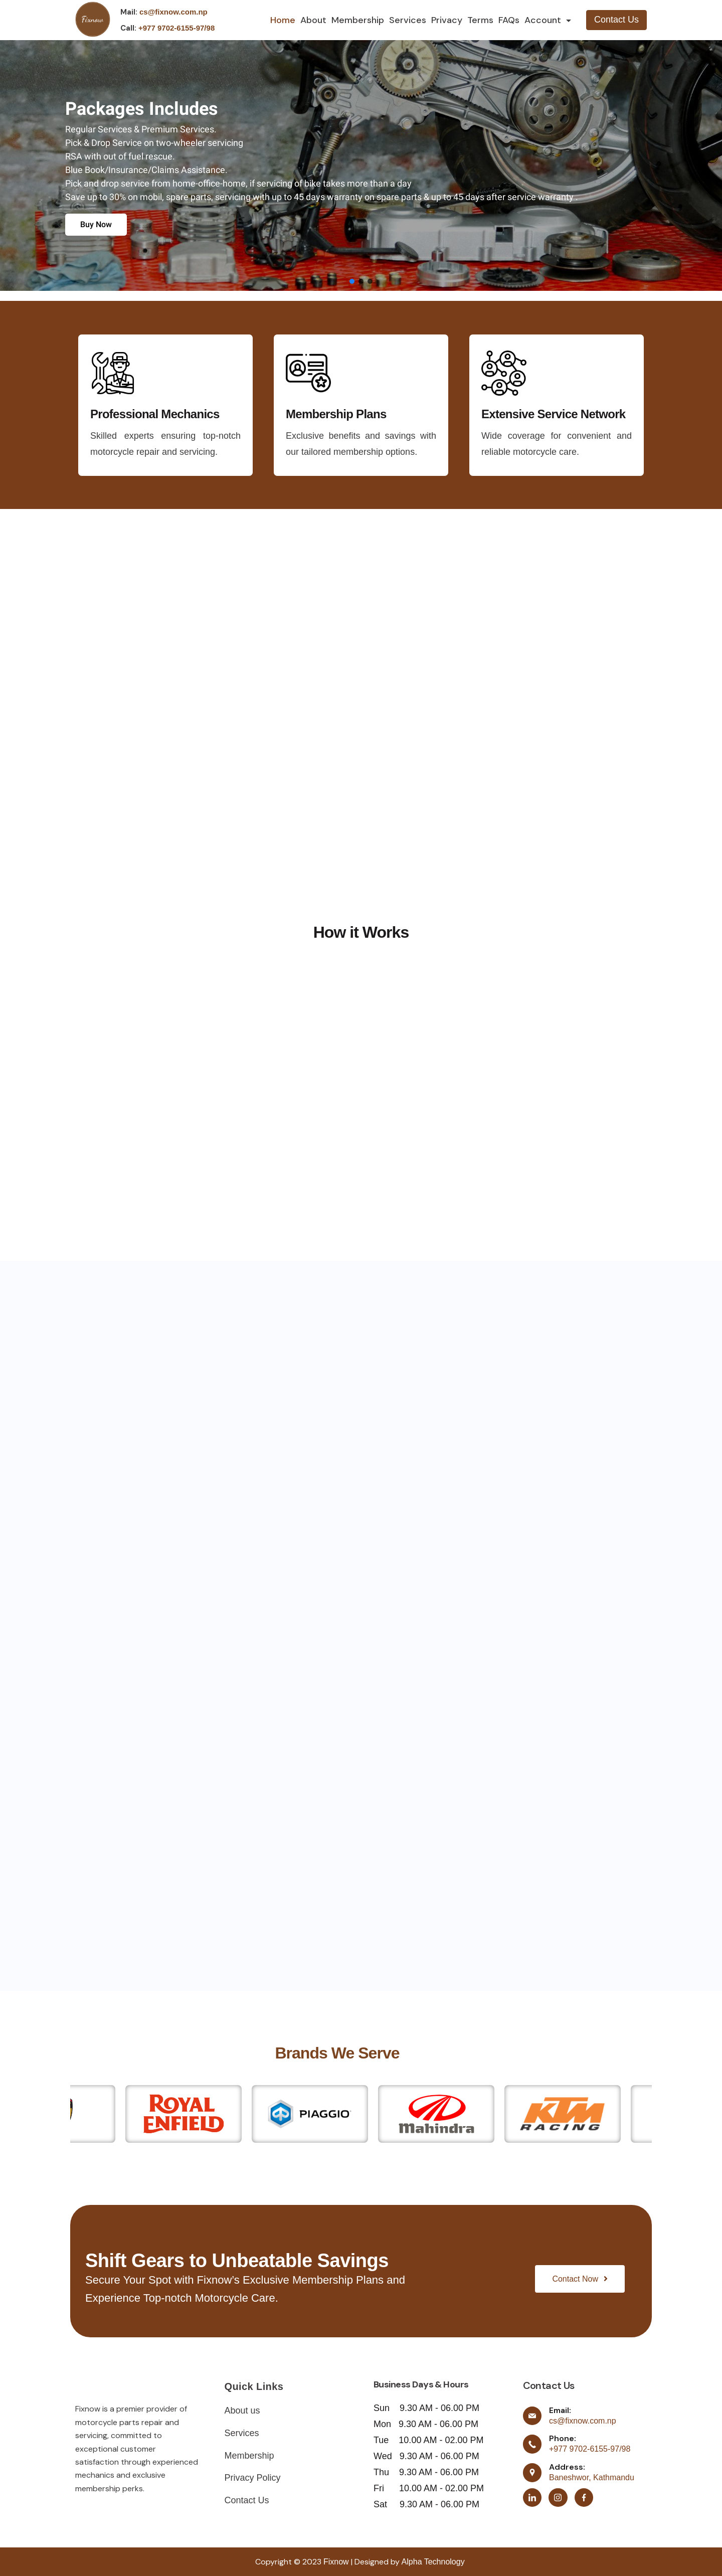 Fixnow
Mail: cs@fixnow.com.np
Call: +977 9702-6155-97/98
Home About Membership Services Privacy Terms FAQs Account
Contact Us
Packages Includes
Regular Services & Premium Services.
Pick & Drop Service on two-wheeler servicing
RSA with out of fuel rescue.
Blue Book/Insurance/Claims Assistance.
Pick and drop service from home-office-home, if servicing of bike takes more than a day
Save up to 30% on mobil, spare parts, servicing with up to 45 days warranty on spare parts & up to 45 days after service warranty .
Buy Now
Professional Mechanics
Skilled experts ensuring top-notch
motorcycle repair and servicing.
Membership Plans
Exclusive benefits and savings with
our tailored membership options.
Extensive Service Network
Wide coverage for convenient and
reliable motorcycle care.
How it Works
Brands We Serve
ROYAL
ENFIELD
PIAGGIO
Mahindra
KTM
RACING
Shift Gears to Unbeatable Savings
Secure Your Spot with Fixnow's Exclusive Membership Plans and
Experience Top-notch Motorcycle Care.
Contact Now
Fixnow is a premier provider of
motorcycle parts repair and
servicing, committed to
exceptional customer
satisfaction through experienced
mechanics and exclusive
membership perks.
Quick Links
About us
Services
Membership
Privacy Policy
Contact Us
Business Days & Hours
Sun 9.30 AM - 06.00 PM
Mon 9.30 AM - 06.00 PM
Tue 10.00 AM - 02.00 PM
Wed 9.30 AM - 06.00 PM
Thu 9.30 AM - 06.00 PM
Fri 10.00 AM - 02.00 PM
Sat 9.30 AM - 06.00 PM
Contact Us
Email:
cs@fixnow.com.np
Phone:
+977 9702-6155-97/98
Address:
Baneshwor, Kathmandu
Copyright © 2023 Fixnow | Designed by Alpha Technology